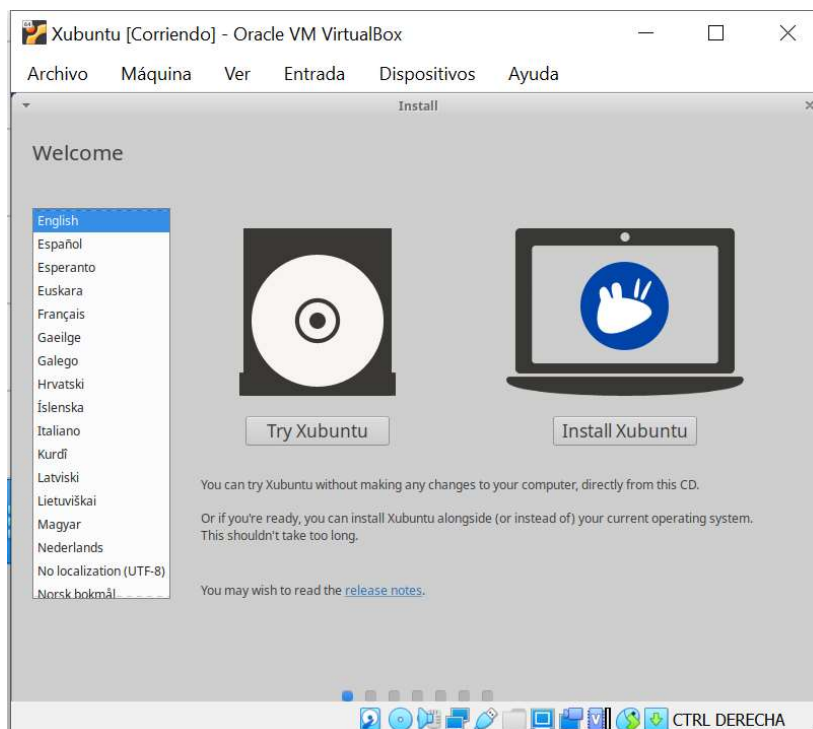 Xubuntu [Corriendo] - Oracle VM VirtualBox
Archivo Máquina Ver Entrada Dispositivos Ayuda
Install
Welcome
English
Español
Esperanto
Euskara
Français
Gaeilge
Galego
Hrvatski
Íslenska
Italiano
Kurdî
Latviski
Lietuviškai
Magyar
Nederlands
No localization (UTF-8)
Norsk bokmål
Try Xubuntu
Install Xubuntu
You can try Xubuntu without making any changes to your computer, directly from this CD.
Or if you're ready, you can install Xubuntu alongside (or instead of) your current operating system.
This shouldn't take too long.
You may wish to read the release notes.
CTRL DERECHA